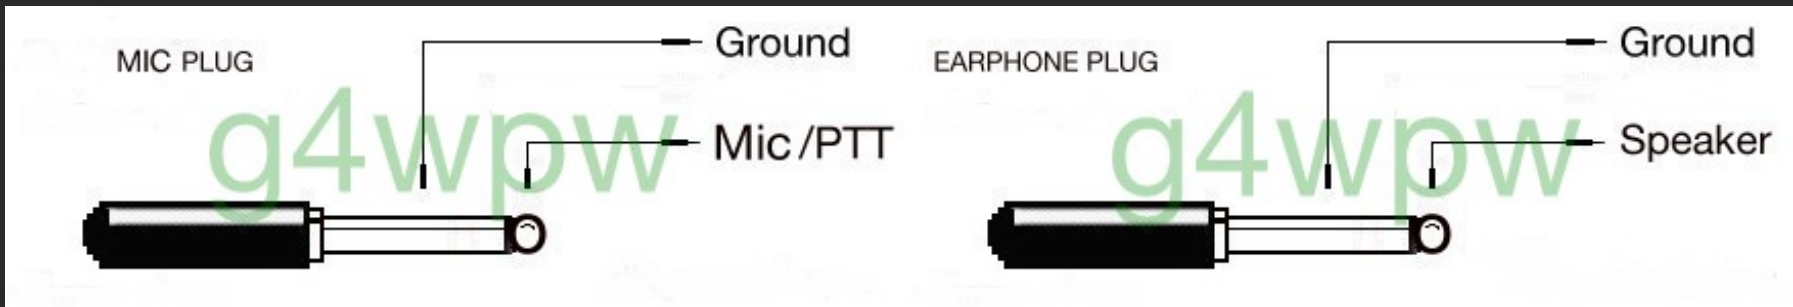 MIC PLUG
Ground
Mic/PTT
g4wpw
EARPHONE PLUG
Ground
Speaker
g4wpw